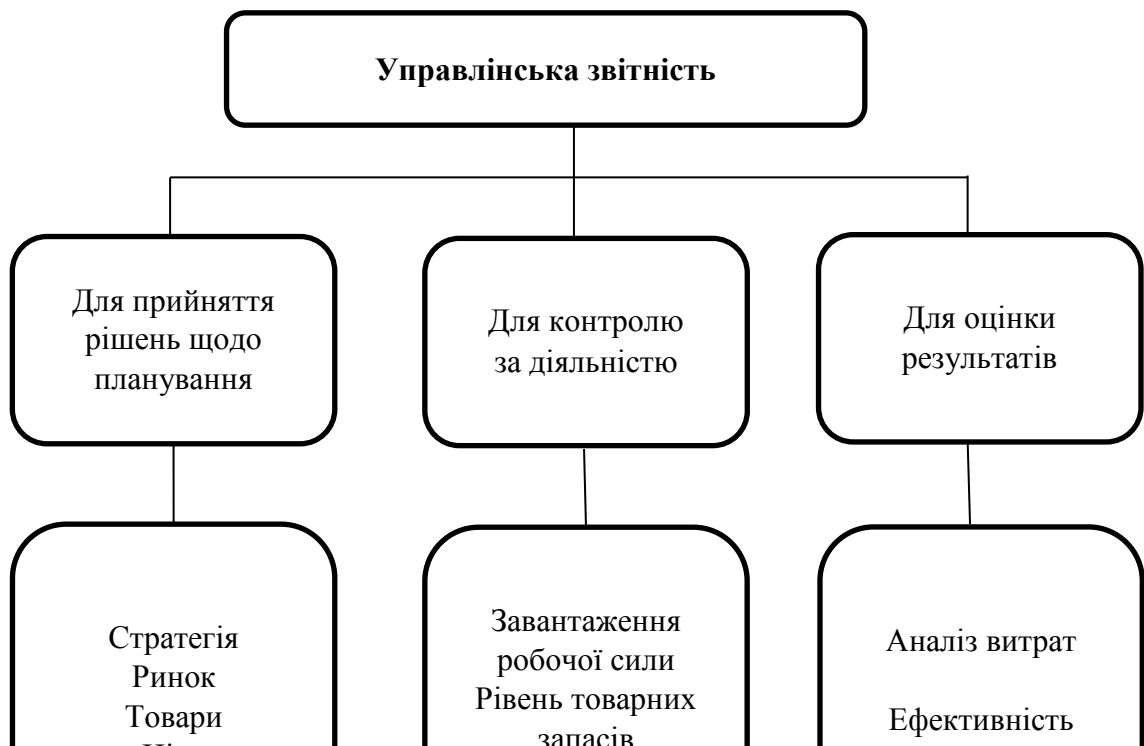 Управлінська звітність
Для прийняття
рішень щодо
планування
Для контролю
за діяльністю
Для оцінки
результатів
Стратегія
Ринок
Товари
Завантаження
робочої сили
Рівень товарних
запасів
Аналіз витрат
Ефективність